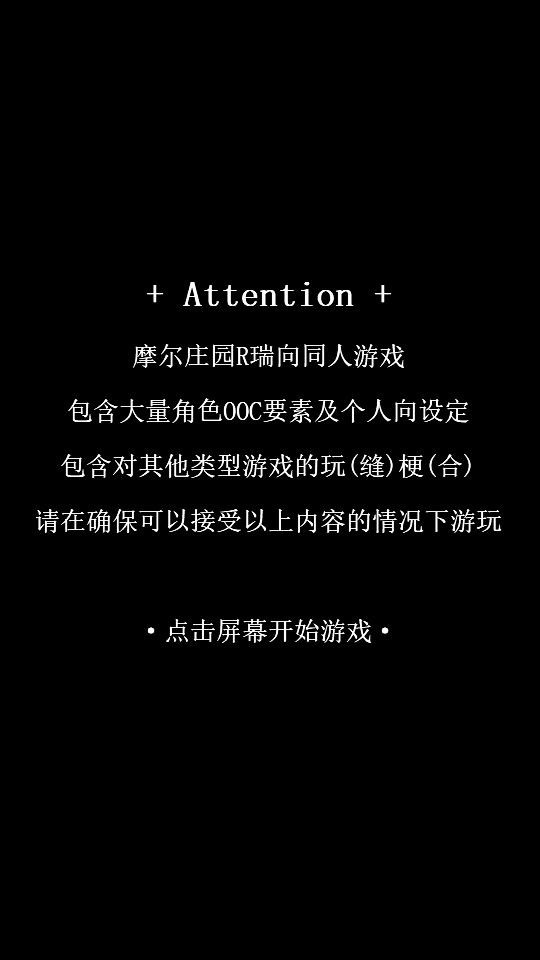 + Attention +
摩尔庄园R瑞向同人游戏
包含大量角色OOC要素及个人向设定
包含对其他类型游戏的玩(缝)梗(合)
请在确保可以接受以上内容的情况下游玩
·点击屏幕开始游戏·